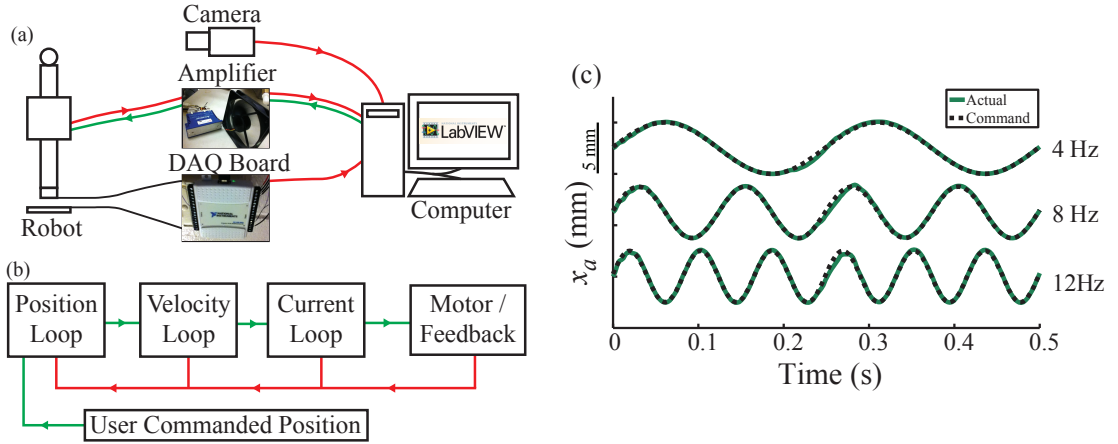 (a)
Camera
Amplifier
LabVIEW
DAQ Board
Robot
Computer
(b)
Position
Loop
Velocity
Loop
Current
Loop
Motor /
Feedback
User Commanded Position
(c)
Actual
Command
5 mm
4 Hz
8 Hz
12Hz
x_a (mm)
0
0.1
0.2
0.3
0.4
0.5
Time (s)